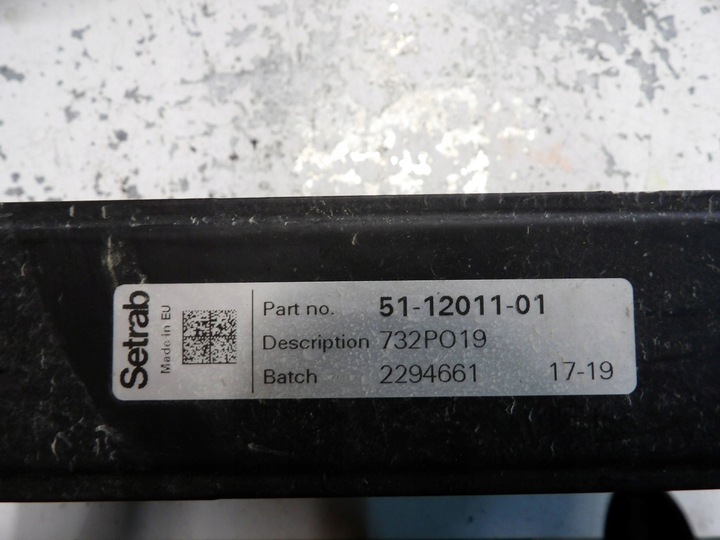 Setrab
Made in EU
Part no. 51-12011-01
Description 732PO19
Batch 2294661 17-19